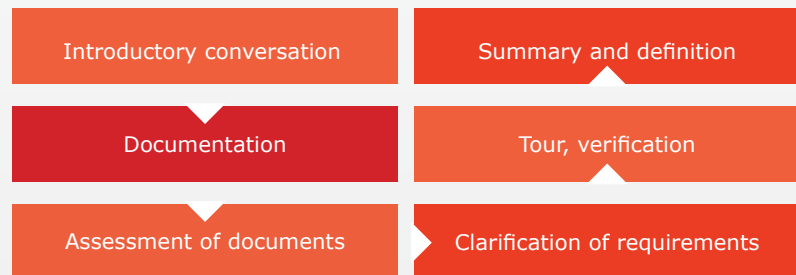 Introductory conversation
Documentation
Assessment of documents
Clarification of requirements
Tour, verification
Summary and definition